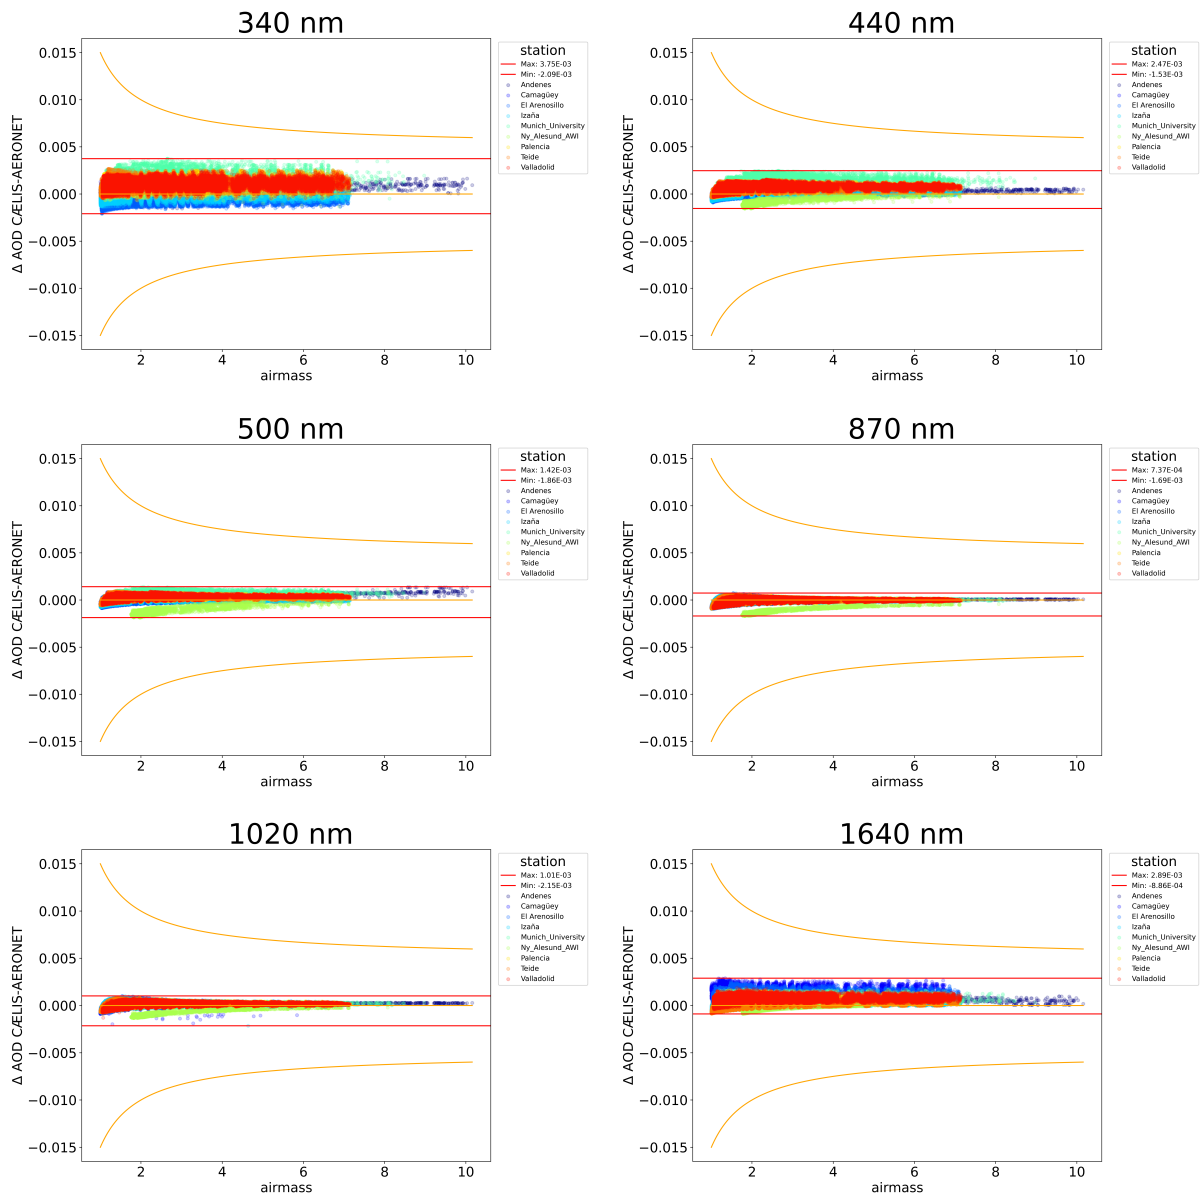 340 nm
0.015
0.010
0.005
0.000
−0.005
−0.010
−0.015
2 4 6 8 10
airmass
Δ AOD CÆLIS-AERONET
station
Max: 3.75E-03
Min: -2.09E-03
Andenes
Camagüey
El Arenosillo
Izaña
Munich_University
Ny_Alesund_AWI
Palencia
Teide
Valladolid
440 nm
0.015
0.010
0.005
0.000
−0.005
−0.010
−0.015
2 4 6 8 10
airmass
Δ AOD CÆLIS-AERONET
station
Max: 2.47E-03
Min: -1.53E-03
Andenes
Camagüey
El Arenosillo
Izaña
Munich_University
Ny_Alesund_AWI
Palencia
Teide
Valladolid
500 nm
0.015
0.010
0.005
0.000
−0.005
−0.010
−0.015
2 4 6 8 10
airmass
Δ AOD CÆLIS-AERONET
station
Max: 1.42E-03
Min: -1.86E-03
Andenes
Camagüey
El Arenosillo
Izaña
Munich_University
Ny_Alesund_AWI
Palencia
Teide
Valladolid
870 nm
0.015
0.010
0.005
0.000
−0.005
−0.010
−0.015
2 4 6 8 10
airmass
Δ AOD CÆLIS-AERONET
station
Max: 7.37E-04
Min: -1.69E-03
Andenes
Camagüey
El Arenosillo
Izaña
Munich_University
Ny_Alesund_AWI
Palencia
Teide
Valladolid
1020 nm
0.015
0.010
0.005
0.000
−0.005
−0.010
−0.015
2 4 6 8 10
airmass
Δ AOD CÆLIS-AERONET
station
Max: 1.01E-03
Min: -2.15E-03
Andenes
Camagüey
El Arenosillo
Izaña
Munich_University
Ny_Alesund_AWI
Palencia
Teide
Valladolid
1640 nm
0.015
0.010
0.005
0.000
−0.005
−0.010
−0.015
2 4 6 8 10
airmass
Δ AOD CÆLIS-AERONET
station
Max: 2.89E-03
Min: -8.86E-04
Andenes
Camagüey
El Arenosillo
Izaña
Munich_University
Ny_Alesund_AWI
Palencia
Teide
Valladolid